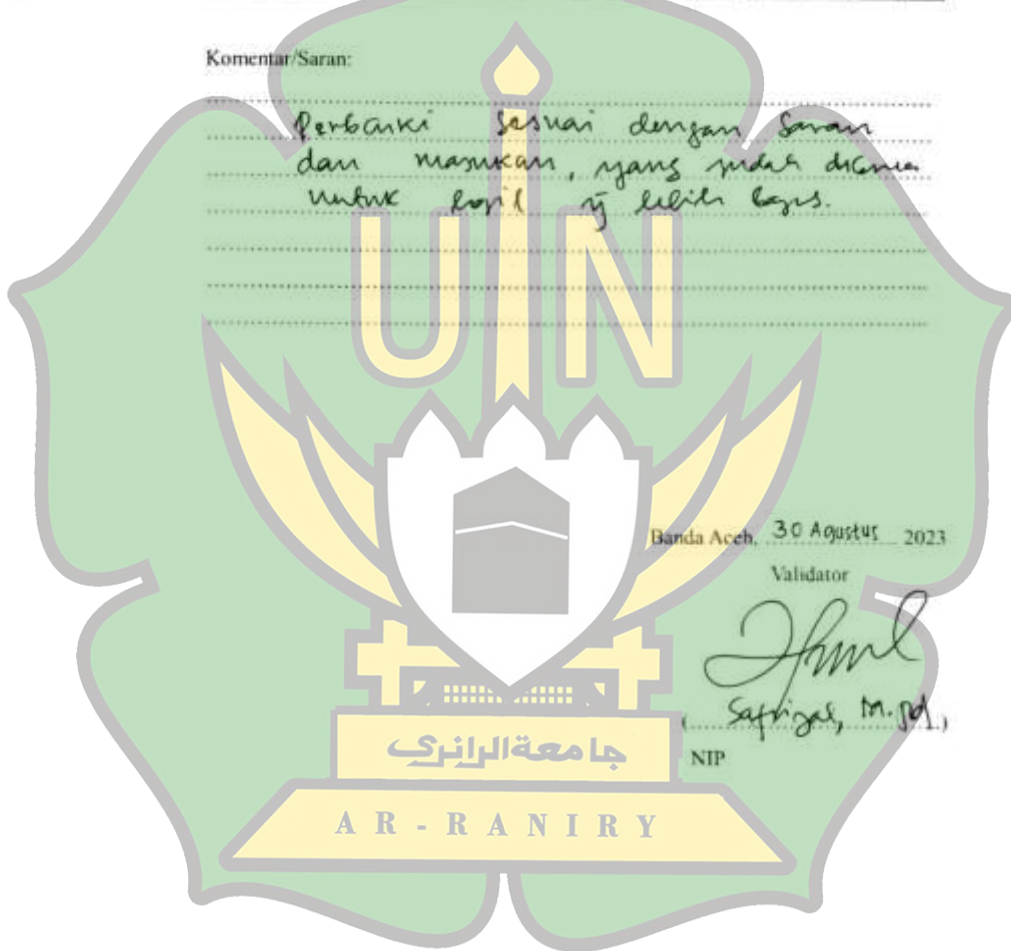 Komentar/Saran:
Perbaiki sesuai dengan saran
dan masukan, yang sudah
untuk hasil yg lebih bagus.
UIN
Banda Aceh, 30 Agustus 2023
Validator
(Safrizal, M.Pd)
NIP
جامعة الرانري
AR-RANIRY